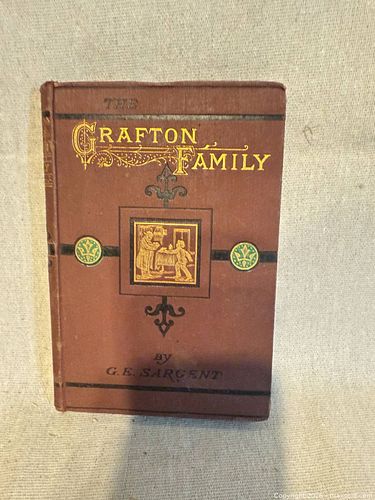 THE
GRAFTON
FAMILY
By
G. E. SARGENT